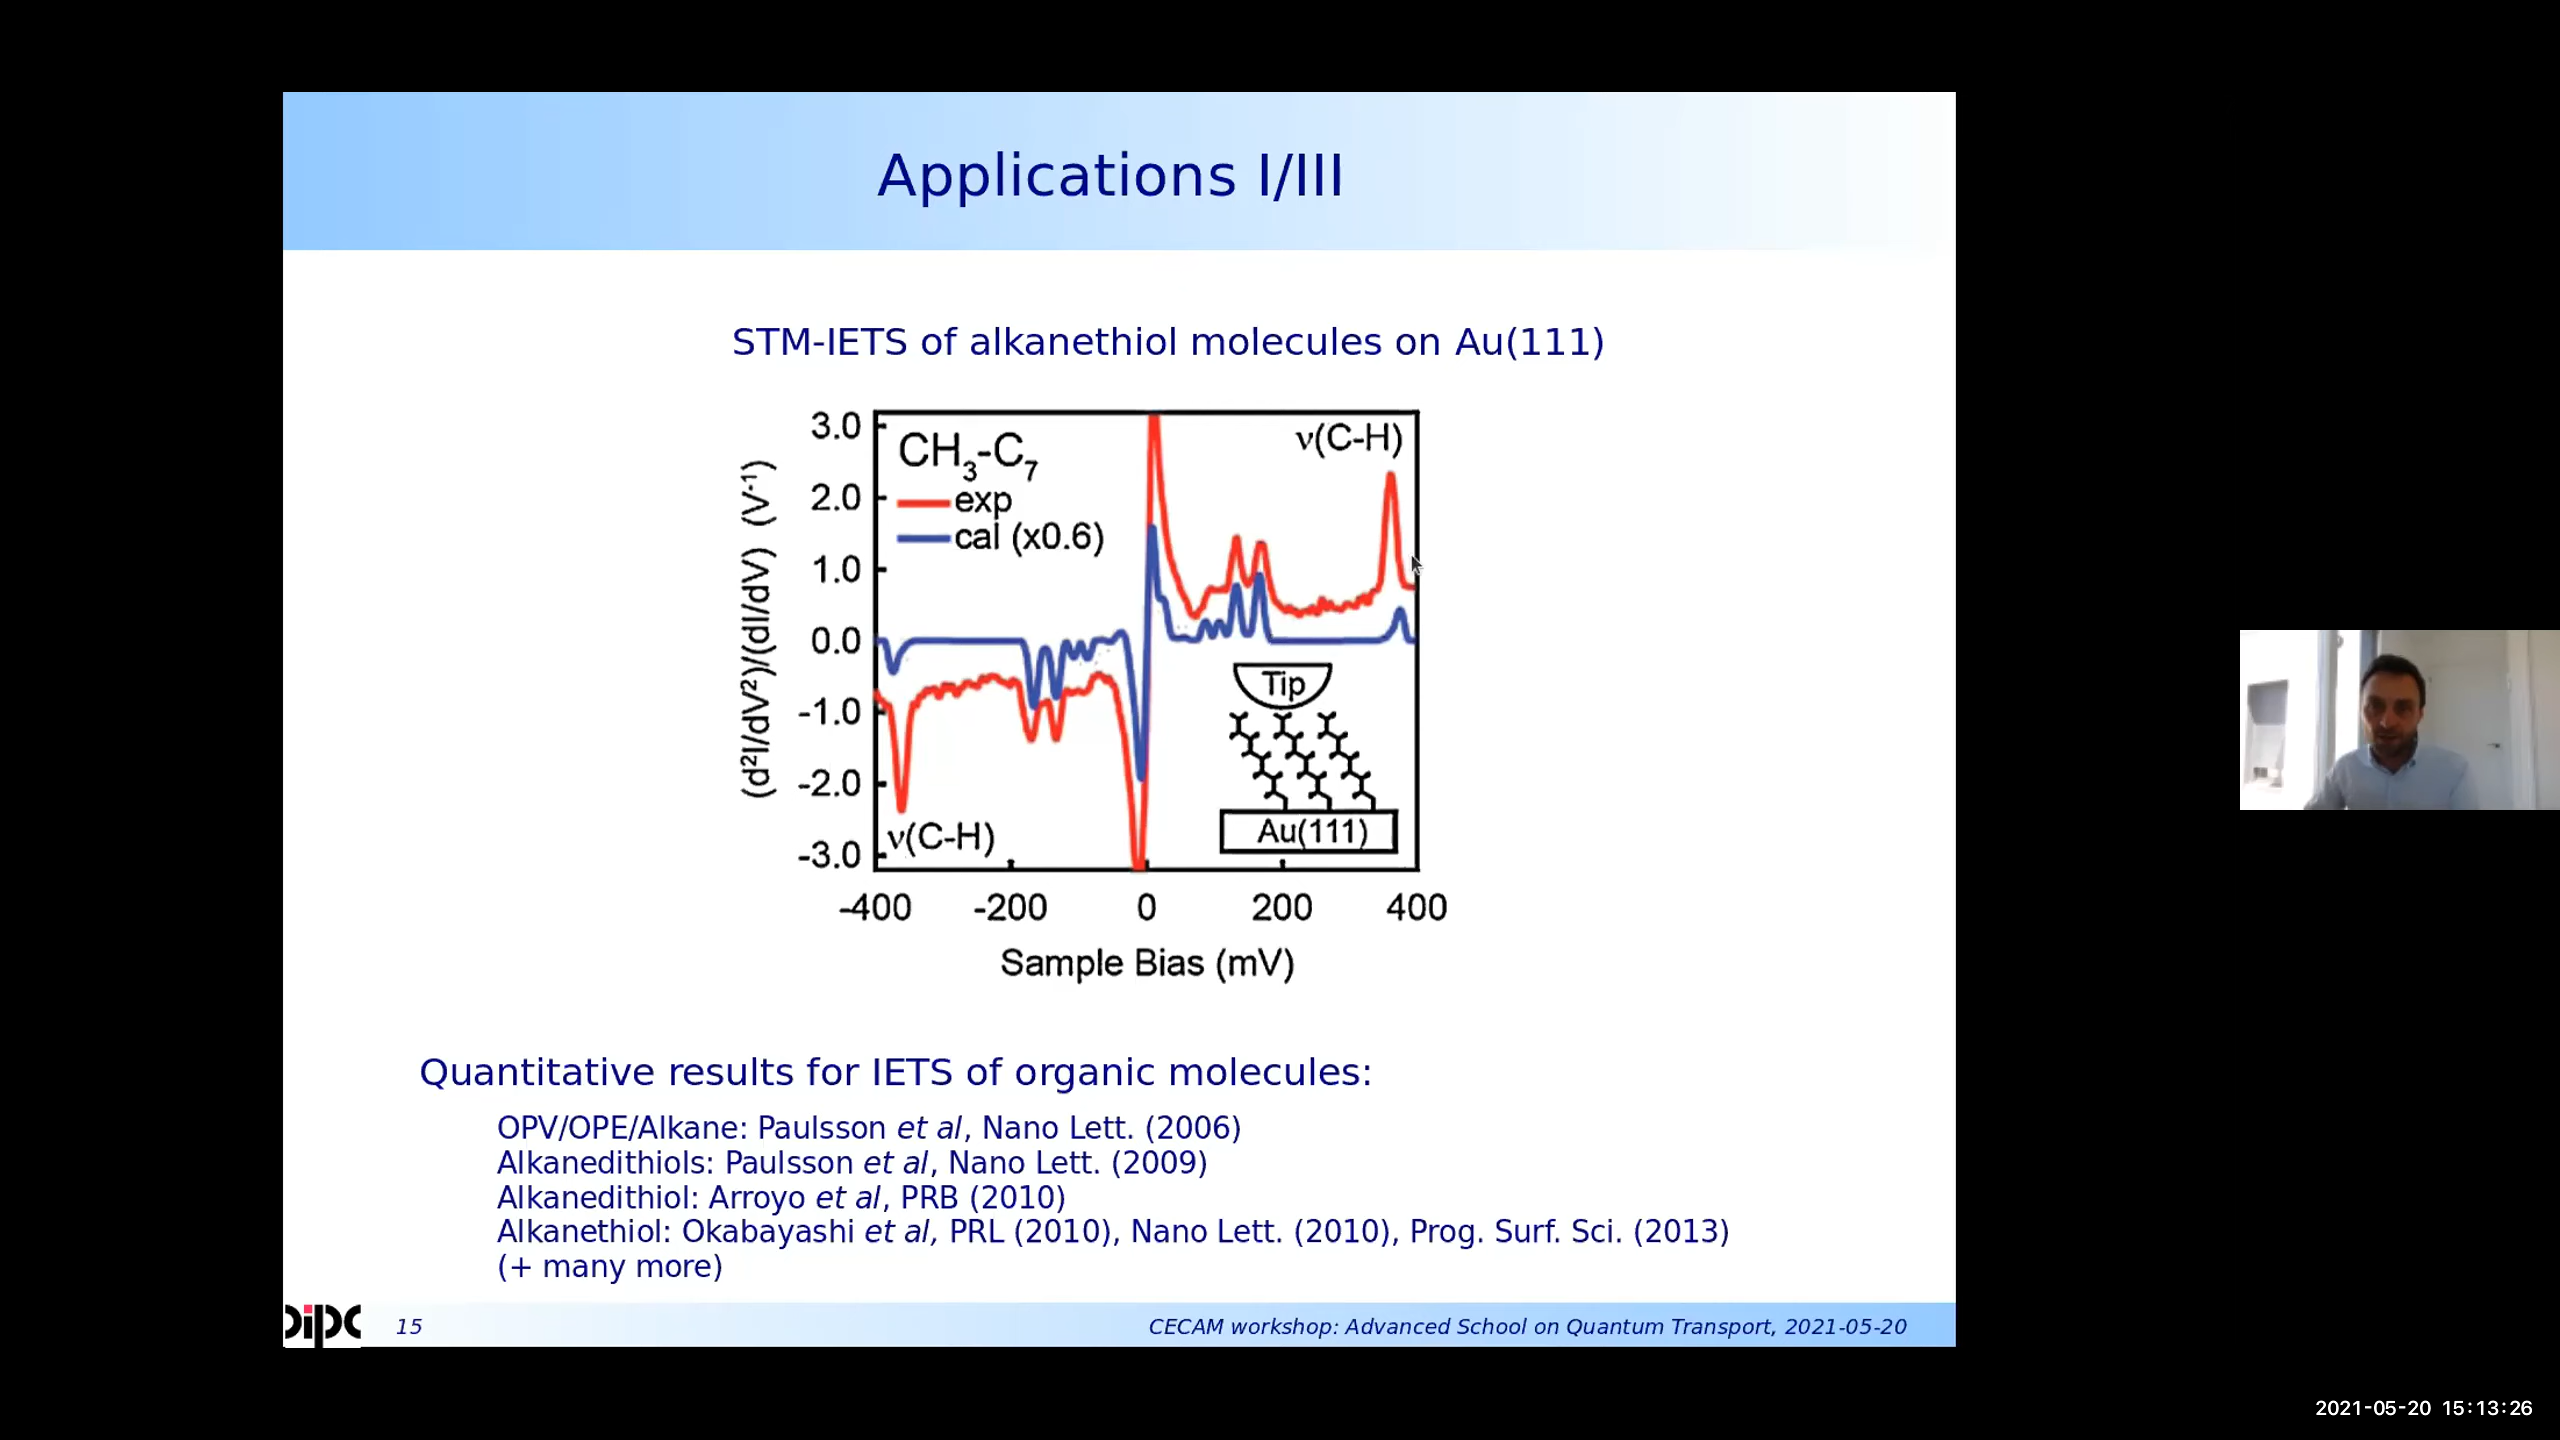 Applications I/III
STM-IETS of alkanethiol molecules on Au(111)
(d²I/dV²)/(dI/dV) (V⁻¹)
3.0
2.0
1.0
0.0
-1.0
-2.0
-3.0
CH₃-C₇
exp
cal (x0.6)
ν(C-H)
ν(C-H)
Tip
Au(111)
-400 -200 0 200 400
Sample Bias (mV)
Quantitative results for IETS of organic molecules:
OPV/OPE/Alkane: Paulsson et al, Nano Lett. (2006)
Alkanedithiols: Paulsson et al, Nano Lett. (2009)
Alkanedithiol: Arroyo et al, PRB (2010)
Alkanethiol: Okabayashi et al, PRL (2010), Nano Lett. (2010), Prog. Surf. Sci. (2013)
(+ many more)
dipc
15
CECAM workshop: Advanced School on Quantum Transport, 2021-05-20
2021-05-20 15:13:26